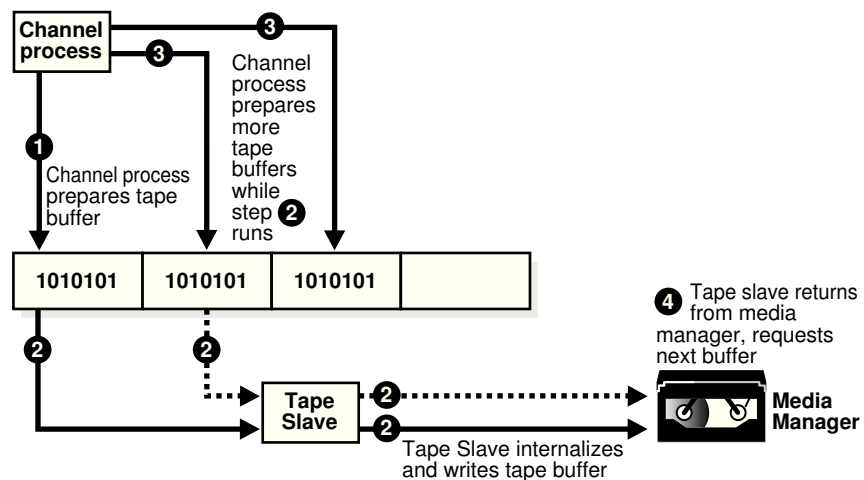 Channel
process
3
3
1
Channel process
prepares tape
buffer
Channel
process
prepares
more
tape
buffers
while
step 2
runs
1010101
1010101
1010101
2
2
Tape
Slave
2
2
Tape Slave internalizes
and writes tape buffer
4 Tape slave returns
from media
manager, requests
next buffer
Media
Manager